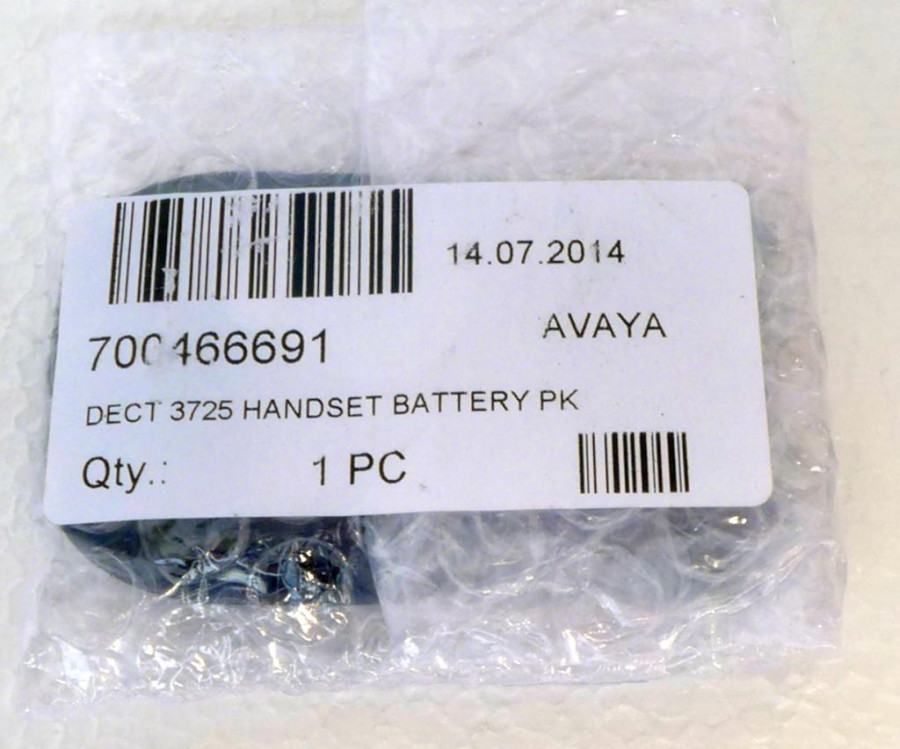 14.07.2014
AVAYA
700466691
DECT 3725 HANDSET BATTERY PK
Qty.: 1 PC